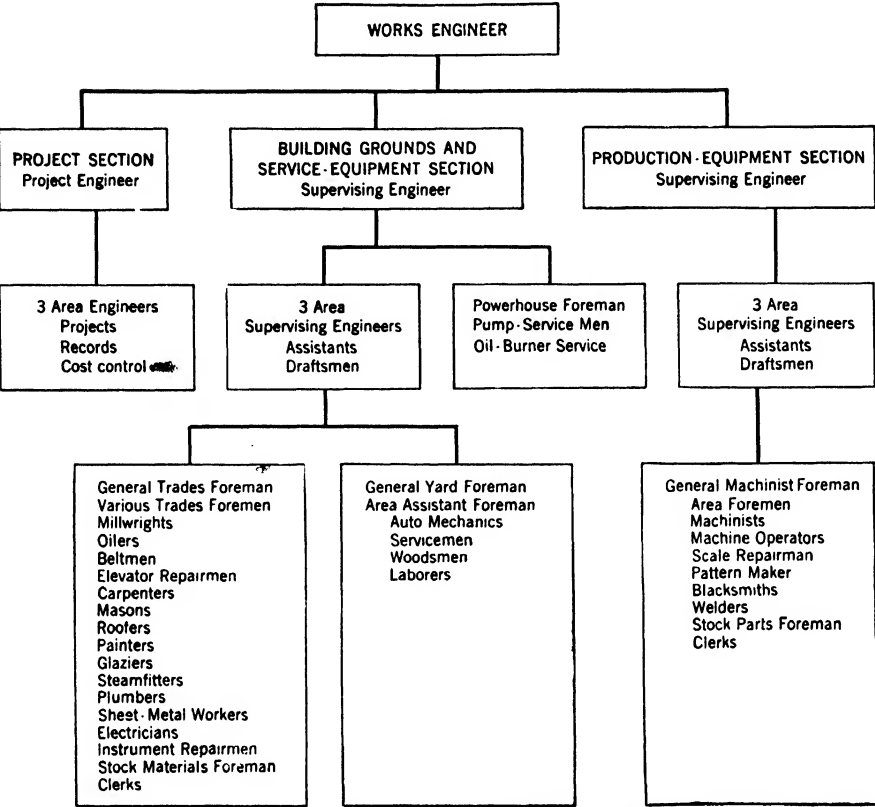 WORKS ENGINEER
PROJECT SECTION
Project Engineer
BUILDING GROUNDS AND
SERVICE-EQUIPMENT SECTION
Supervising Engineer
PRODUCTION-EQUIPMENT SECTION
Supervising Engineer
3 Area Engineers
Projects
Records
Cost control
3 Area
Supervising Engineers
Assistants
Draftsmen
Powerhouse Foreman
Pump-Service Men
Oil-Burner Service
3 Area
Supervising Engineers
Assistants
Draftsmen
General Trades Foreman
Various Trades Foremen
Millwrights
Oilers
Beltmen
Elevator Repairmen
Carpenters
Masons
Roofers
Painters
Glaziers
Steamfitters
Plumbers
Sheet-Metal Workers
Electricians
Instrument Repairmen
Stock Materials Foreman
Clerks
General Yard Foreman
Area Assistant Foreman
Auto Mechanics
Servicemen
Woodsmen
Laborers
General Machinist Foreman
Area Foremen
Machinists
Machine Operators
Scale Repairman
Pattern Maker
Blacksmiths
Welders
Stock Parts Foreman
Clerks